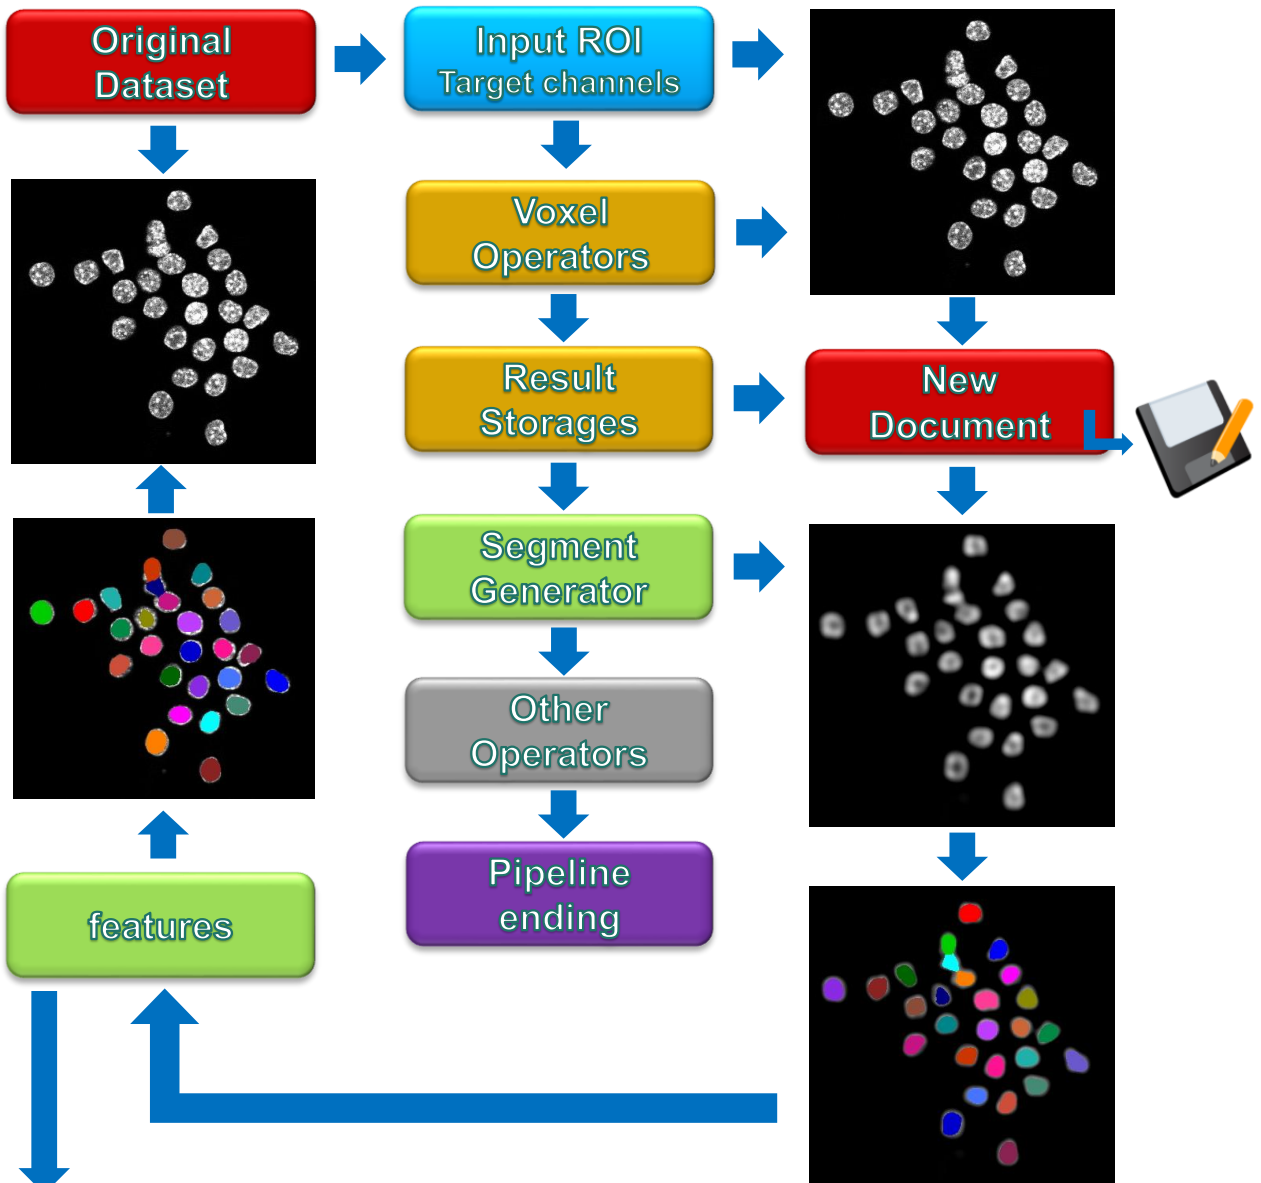 Original
Dataset
Input ROI
Target channels
Voxel
Operators
Result
Storages
New
Document
Segment
Generator
Other
Operators
Pipeline
ending
features